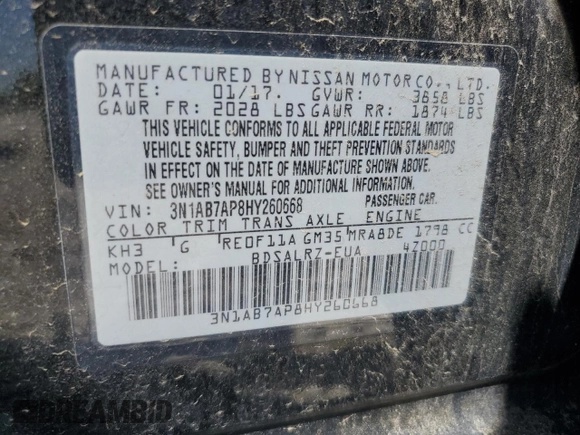 MANUFACTURED BY NISSAN MOTOR CO., LTD.
DATE: 01/17. GVWR: 3658 LBS
GAWR FR: 2028 LBS GAWR RR: 1874 LBS
THIS VEHICLE CONFORMS TO ALL APPLICABLE FEDERAL MOTOR
VEHICLE SAFETY, BUMPER AND THEFT PREVENTION STANDARDS
IN EFFECT ON THE DATE OF MANUFACTURE SHOWN ABOVE.
SEE OWNER'S MANUAL FOR ADDITIONAL INFORMATION.
VIN: 3N1AB7AP8HY260668 PASSENGER CAR.
COLOR TRIM TRANS AXLE ENGINE
KH3 G RE0F11A GM35 MRA8DE 1798 CC
MODEL: BDSALRZ-EUA 47000
3N1AB7AP8HY260668
DREAMBID